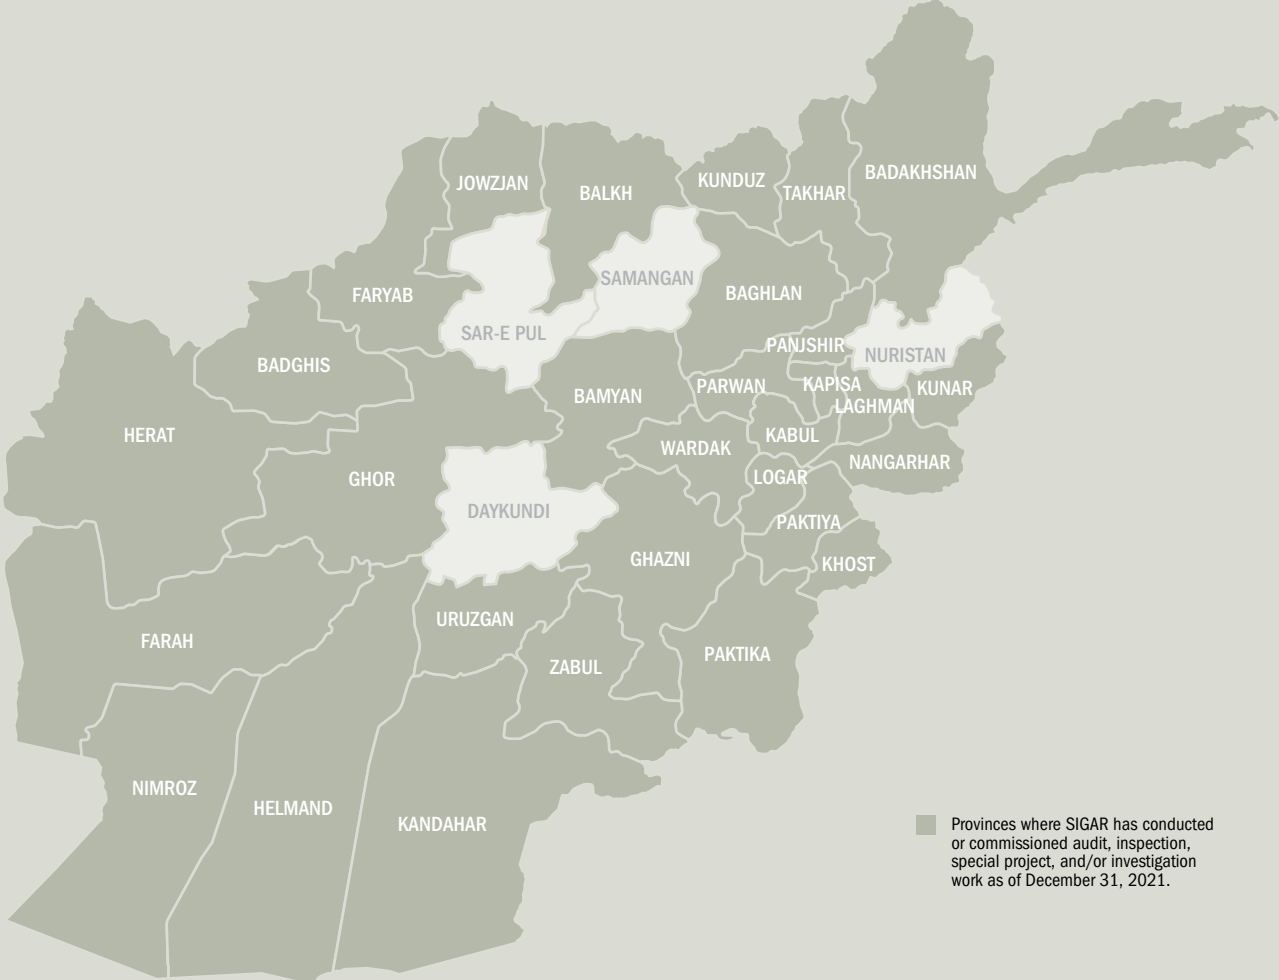 BADAKHSHAN
KUNDUZ
JOWZJAN
BALKH
TAKHAR
SAMANGAN
BAGHLAN
FARYAB
SAR-E PUL
PANJSHIR
NURISTAN
BADGHIS
PARWAN
KAPISA
KUNAR
BAMYAN
LAGHMAN
HERAT
KABUL
WARDAK
NANGARHAR
GHOR
LOGAR
DAYKUNDI
PAKTIYA
GHAZNI
KHOST
URUZGAN
FARAH
PAKTIKA
ZABUL
NIMROZ
HELMAND
KANDAHAR
Provinces where SIGAR has conducted
or commissioned audit, inspection,
special project, and/or investigation
work as of December 31, 2021.